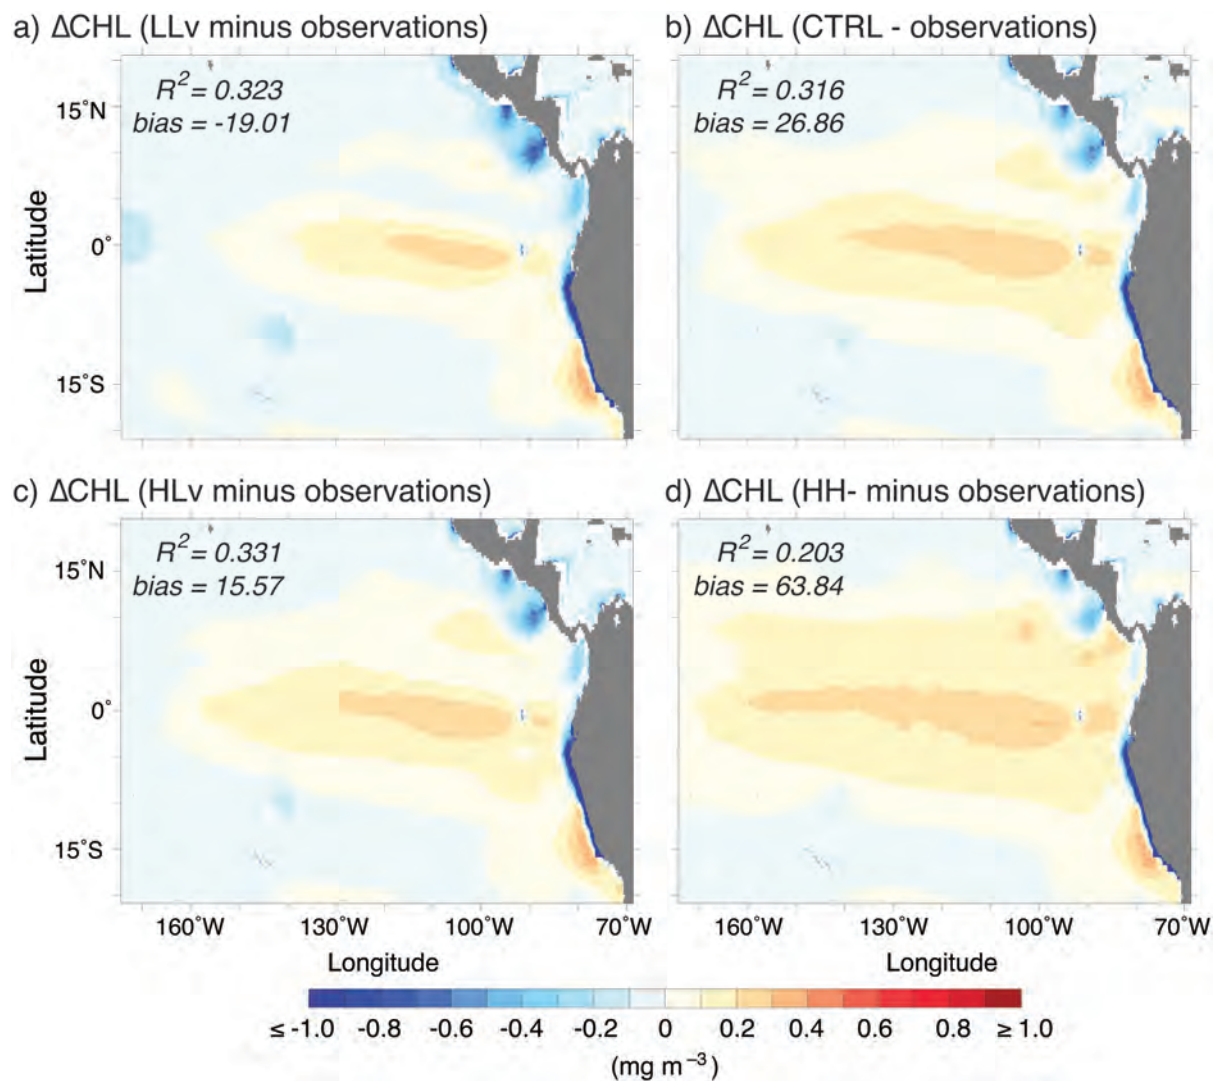 a) ΔCHL (LLv minus observations)
b) ΔCHL (CTRL - observations)
R² = 0.323
bias = -19.01
R² = 0.316
bias = 26.86
15˚N
0˚
15˚S
Latitude
c) ΔCHL (HLv minus observations)
d) ΔCHL (HH- minus observations)
R² = 0.331
bias = 15.57
R² = 0.203
bias = 63.84
15˚N
0˚
15˚S
Latitude
160˚W 130˚W 100˚W 70˚W
160˚W 130˚W 100˚W 70˚W
Longitude
Longitude
≤ -1.0 -0.8 -0.6 -0.4 -0.2 0 0.2 0.4 0.6 0.8 ≥ 1.0
(mg m⁻³)